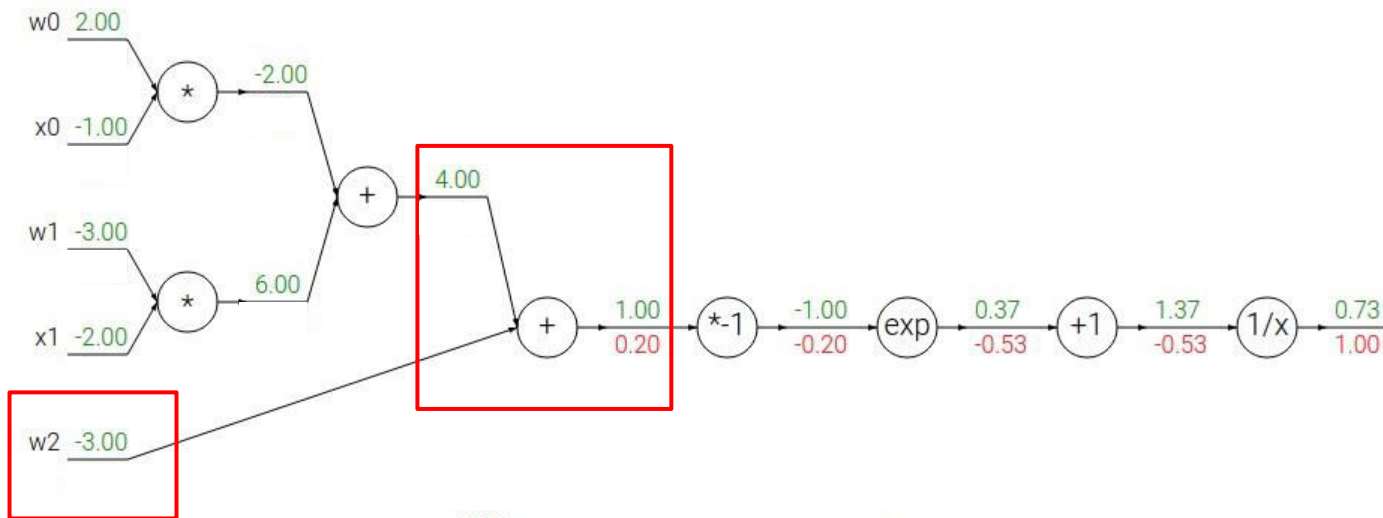 w0 2.00
-2.00
*
x0 -1.00
4.00
+
w1 -3.00
6.00
*
x1 -2.00
1.00 -1.00 0.37 1.37 0.73
+ *-1 exp +1 1/x
0.20 -0.20 -0.53 -0.53 1.00
w2 -3.00